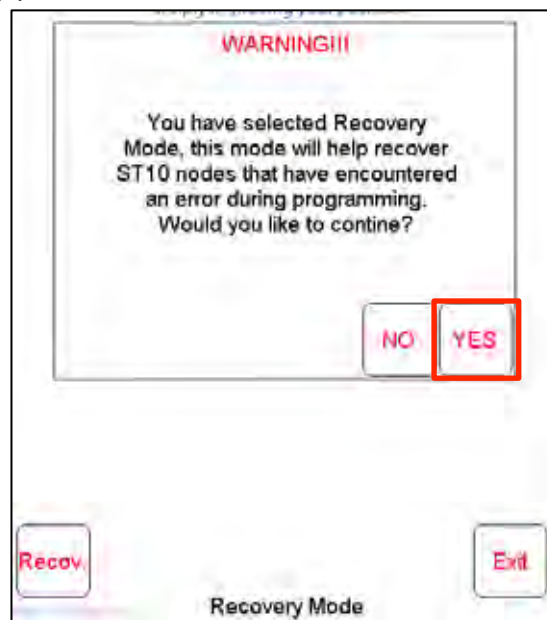 WARNING!!!
You have selected Recovery
Mode, this mode will help recover
ST10 nodes that have encountered
an error during programming.
Would you like to contine?
NO YES
Recov. Exit
Recovery Mode